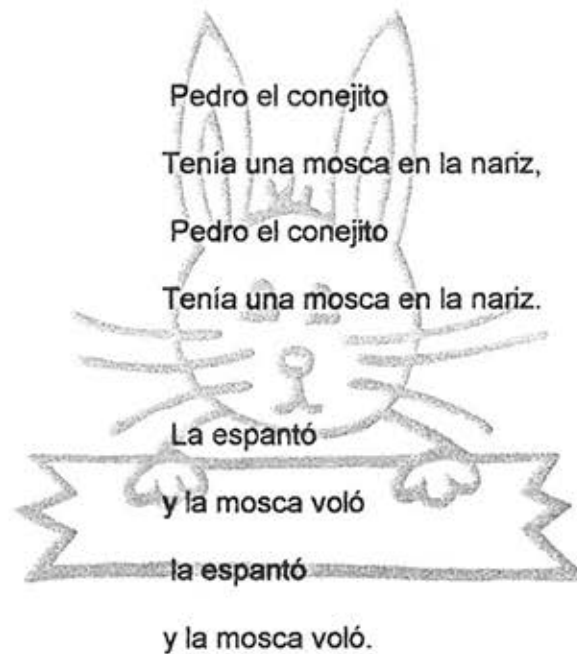 Pedro el conejito
Tenía una mosca en la nariz,
Pedro el conejito
Tenía una mosca en la nariz.
La espantó
y la mosca voló
la espantó
y la mosca voló.